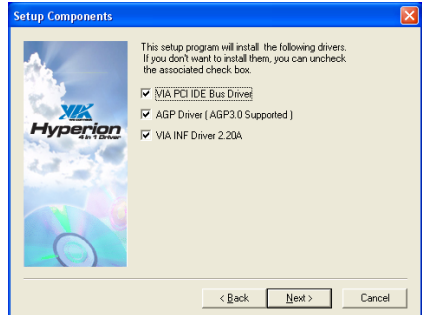 Setup Components
This setup program will install the following drivers.
If you don't want to install them, you can uncheck
the associated check box.
VIA PCI IDE Bus Driver
AGP Driver ( AGP3.0 Supported )
VIA INF Driver 2.20A
VIA
Hyperion
4 in 1 Driver
< Back
Next >
Cancel